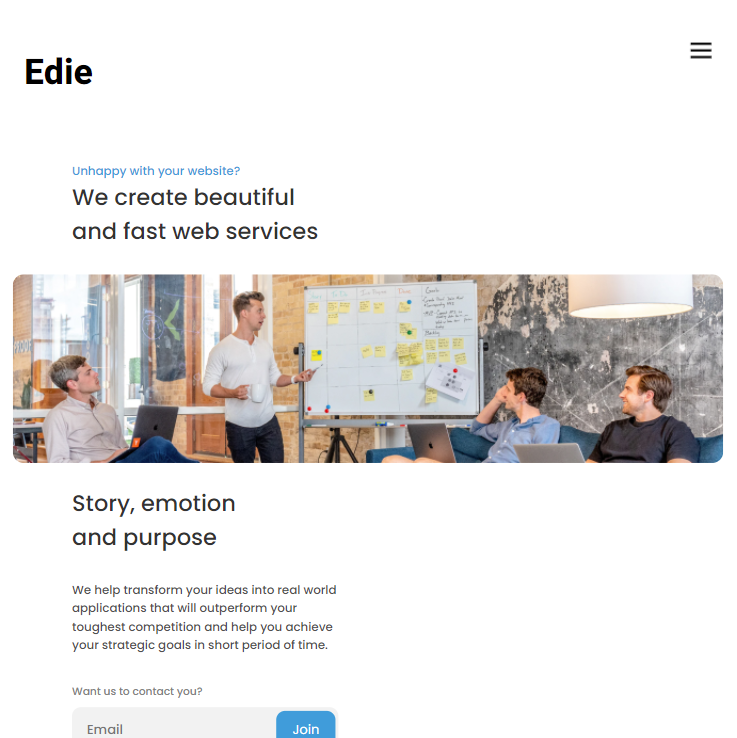 Edie
Unhappy with your website?
We create beautiful
and fast web services
Story, emotion
and purpose
We help transform your ideas into real world
applications that will outperform your
toughest competition and help you achieve
your strategic goals in short period of time.
Want us to contact you?
Email
Join